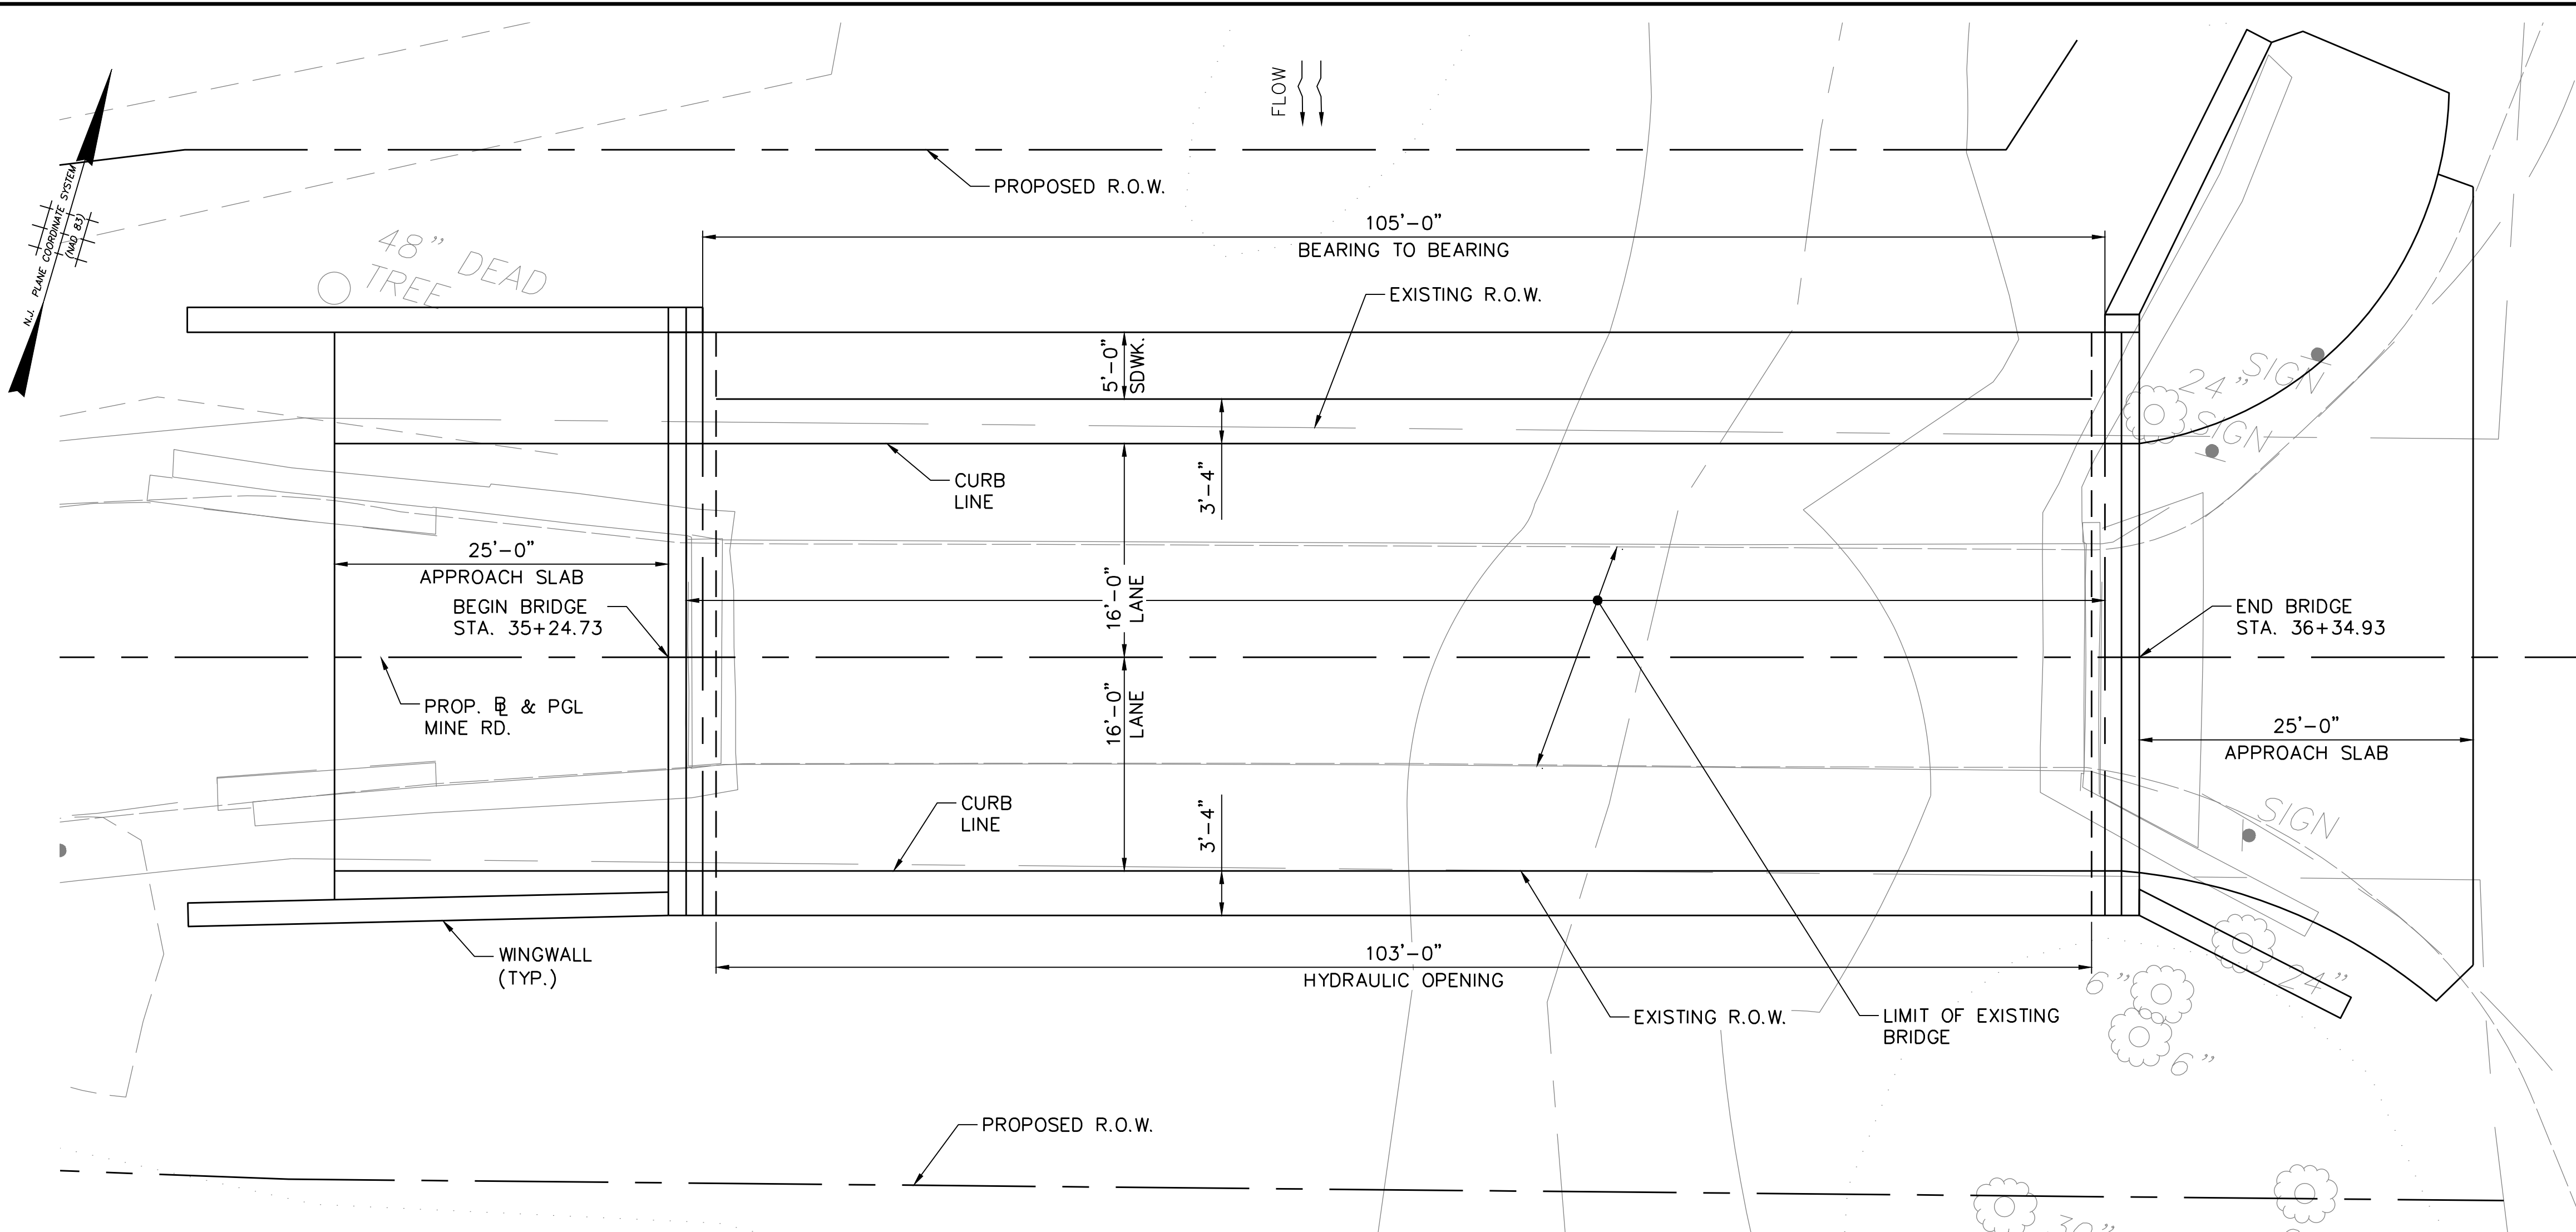 FLOW
N.J. PLANE COORDINATE SYSTEM
(NAD 83)
PROPOSED R.O.W.
105'-0"
BEARING TO BEARING
48" DEAD
TREE
EXISTING R.O.W.
5'-0"
SDWK.
24"
SIGN
SIGN
CURB
LINE
3'-4"
25'-0"
APPROACH SLAB
BEGIN BRIDGE
STA. 35+24.73
16'-0"
LANE
END BRIDGE
STA. 36+34.93
PROP. BL & PGL
MINE RD.
16'-0"
LANE
25'-0"
APPROACH SLAB
CURB
LINE
3'-4"
SIGN
WINGWALL
(TYP.)
103'-0"
HYDRAULIC OPENING
6"
24"
EXISTING R.O.W.
LIMIT OF EXISTING
BRIDGE
6"
PROPOSED R.O.W.
30"